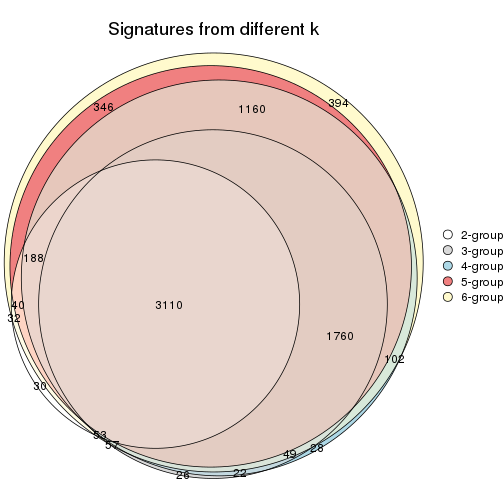 Signatures from different k
346
394
1160
188
40
32
3110
1760
102
30
53
57
49
28
26
22
2-group
3-group
4-group
5-group
6-group